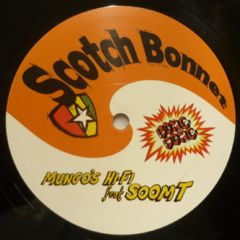 Scotch Bonnet
MUNGO'S HI-FI
feat SOOM T